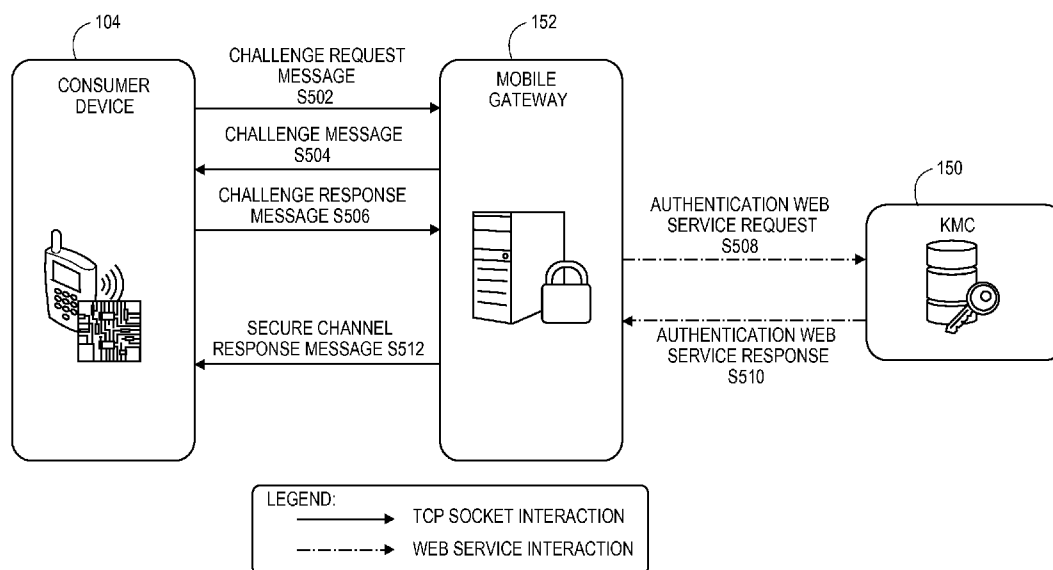 104
CONSUMER
DEVICE
CHALLENGE REQUEST
MESSAGE
S502
CHALLENGE MESSAGE
S504
CHALLENGE RESPONSE
MESSAGE S506
SECURE CHANNEL
RESPONSE MESSAGE S512
152
MOBILE
GATEWAY
AUTHENTICATION WEB
SERVICE REQUEST
S508
AUTHENTICATION WEB
SERVICE RESPONSE
S510
150
KMC
LEGEND:
TCP SOCKET INTERACTION
WEB SERVICE INTERACTION